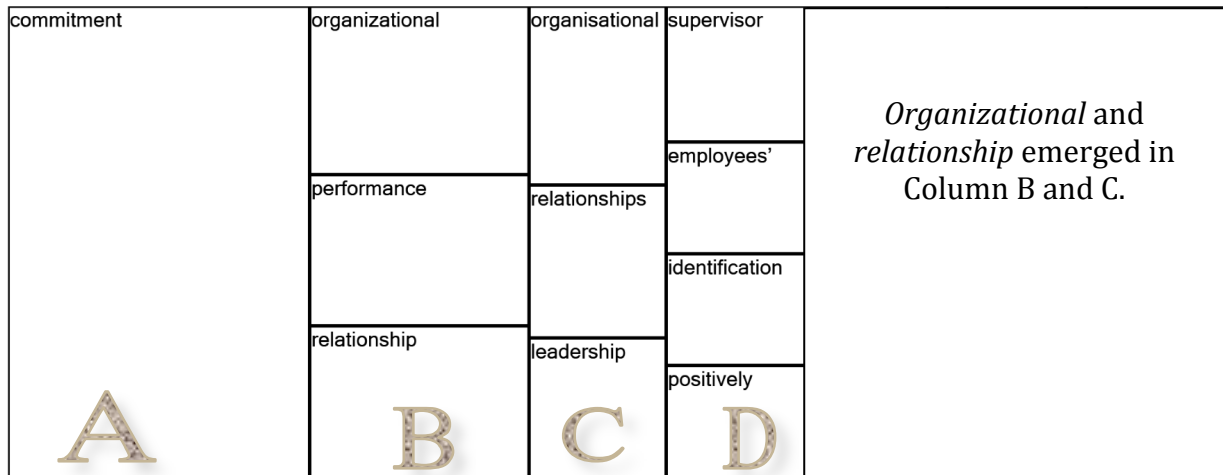 commitment
organizational
organisational
supervisor
performance
relationships
employees’
identification
relationship
leadership
positively
A
B
C
D
Organizational and
relationship emerged in
Column B and C.